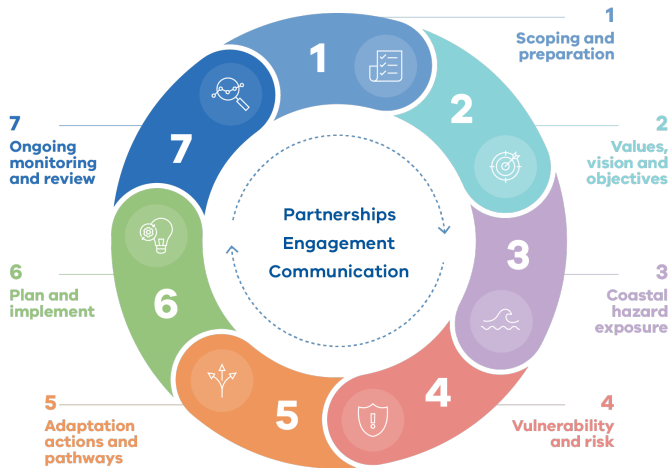 1
Scoping and
preparation
2
Values,
vision and
objectives
3
Coastal
hazard
exposure
4
Vulnerability
and risk
5
Adaptation
actions and
pathways
6
Plan and
implement
7
Ongoing
monitoring
and review
1
2
3
4
5
6
7
Partnerships
Engagement
Communication